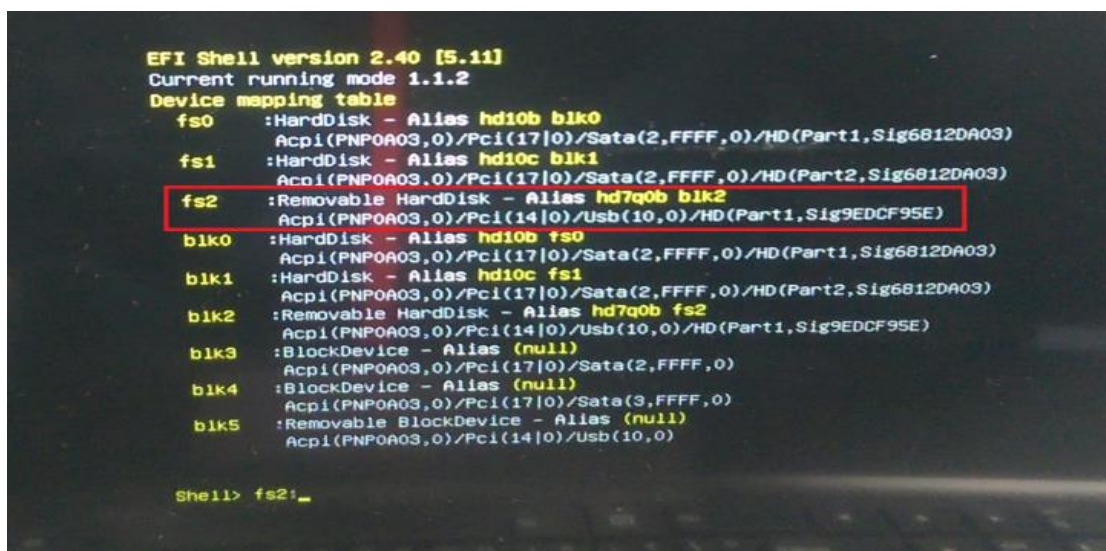 EFI Shell version 2.40 [5.11]
Current running mode 1.1.2
Device mapping table
fs0 :HardDisk - Alias hd10b blk0
Acpi(PNP0A03,0)/Pci(17|0)/Sata(2,FFFF,0)/HD(Part1,Sig6812DA03)
fs1 :HardDisk - Alias hd10c blk1
Acpi(PNP0A03.0)/Pci(17|0)/Sata(2,FFFF,0)/HD(Part2,Sig6812DA03)
fs2 :Removable HardDisk - Alias hd7q0b blk2
Acpi(PNP0A03,0)/Pci(14|0)/Usb(10,0)/HD(Part1,Sig9EDCF95E)
blk0 :HardDisk - Alias hd10b fs0
Acpi(PNP0A03,0)/Pci(17|0)/Sata(2,FFFF,0)/HD(Part1,Sig6812DA03)
blk1 :HardDisk - Alias hd10c fs1
Acpi(PNP0A03,0)/Pci(17|0)/Sata(2,FFFF,0)/HD(Part2,Sig6812DA03)
blk2 :Removable HardDisk - Alias hd7q0b fs2
Acpi(PNP0A03,0)/Pci(14|0)/Usb(10,0)/HD(Part1,Sig9EDCF95E)
blk3 :BlockDevice - Alias (null)
Acpi(PNP0A03,0)/Pci(17|0)/Sata(2,FFFF,0)
blk4 :BlockDevice - Alias (null)
Acpi(PNP0A03,0)/Pci(17|0)/Sata(3,FFFF,0)
blk5 :Removable BlockDevice - Alias (null)
Acpi(PNP0A03,0)/Pci(14|0)/Usb(10,0)
Shell> fs2:_